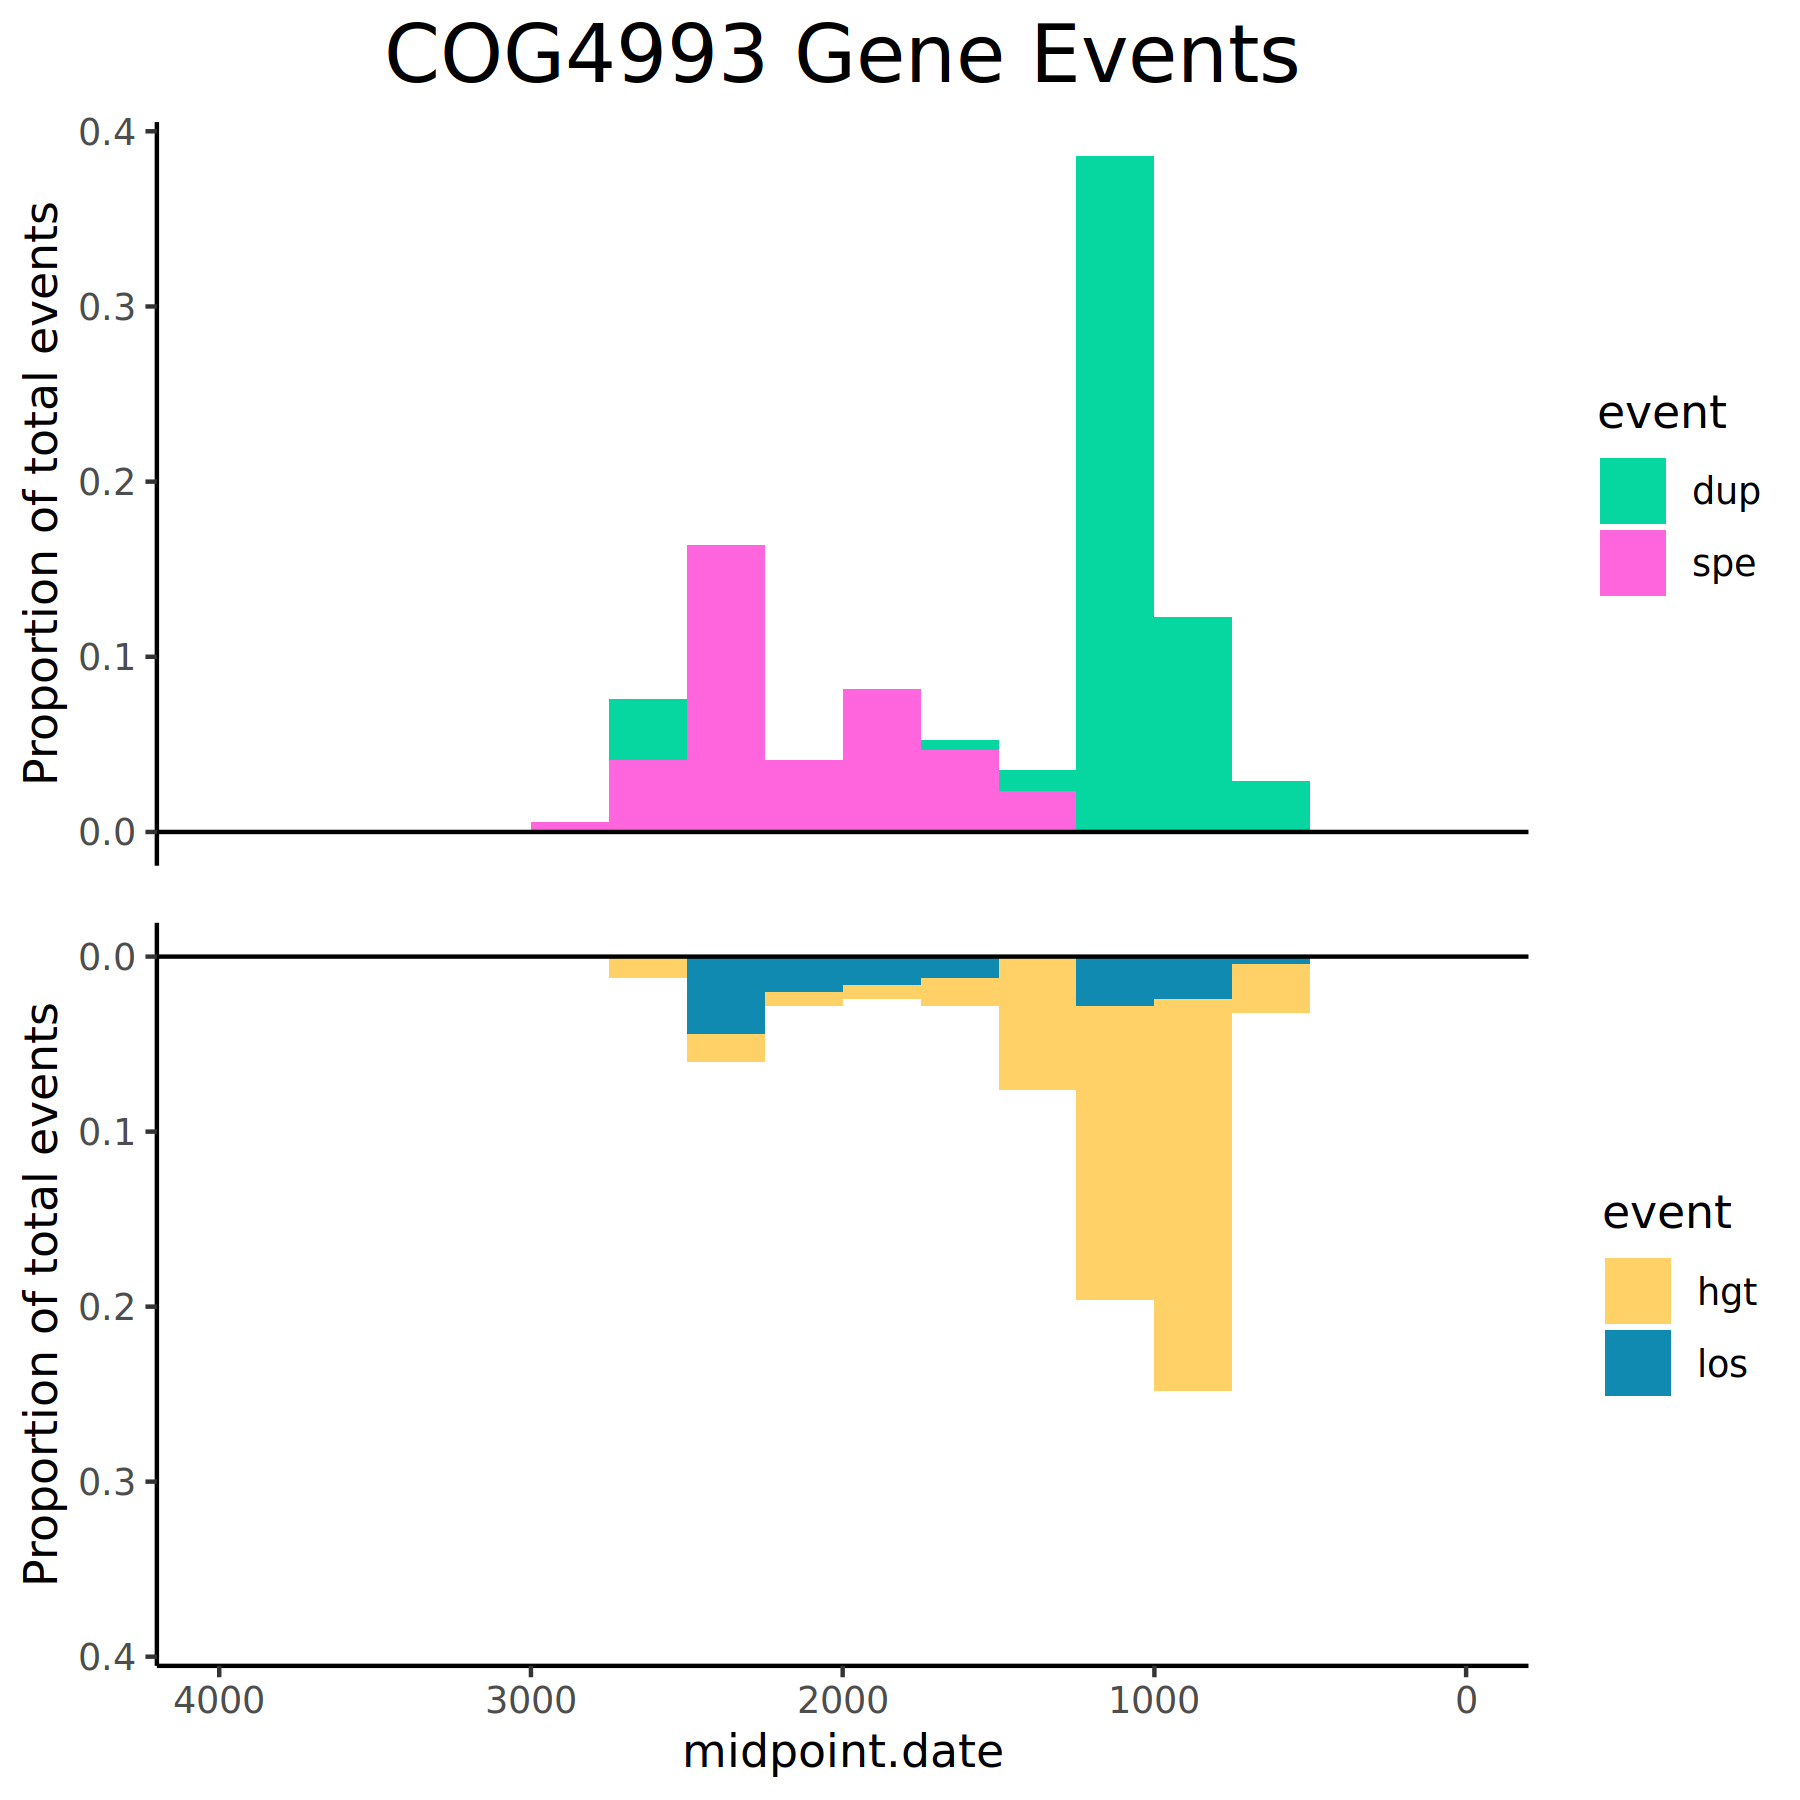 COG4993 Gene Events
Proportion of total events
0.4
0.3
0.2
0.1
0.0
event
dup
spe
Proportion of total events
0.0
0.1
0.2
0.3
0.4
event
hgt
los
4000 3000 2000 1000 0
midpoint.date